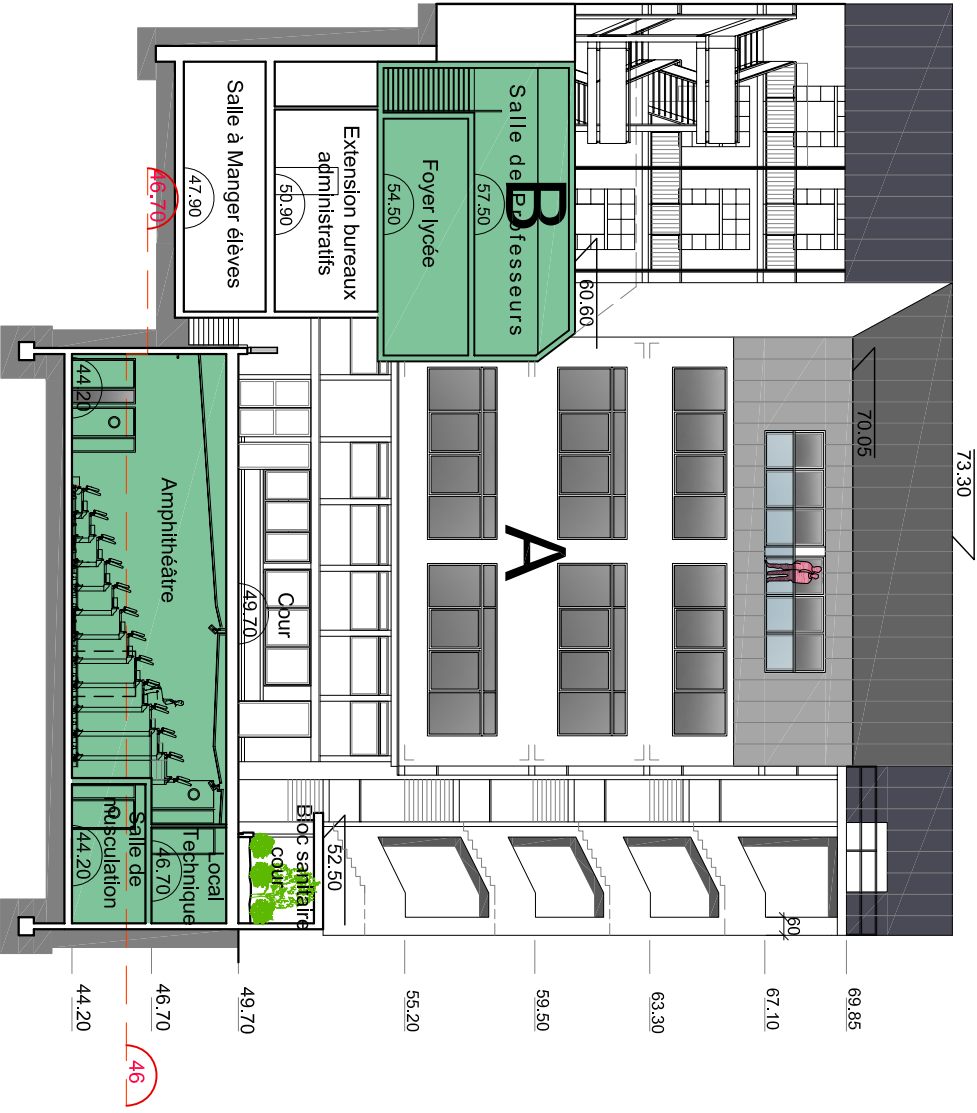 73.30
70.05
60.60
B
Salle de Professeurs
57.50
Foyer lycée
54.50
Extension bureaux
administratifs
50.90
Salle à Manger élèves
47.90
46.70
A
Cour
49.70
Amphithéâtre
44.20
Bloc sanitaire
cour
52.50
Local
Technique
46.70
Salle de
musculation
44.20
60
69.85
67.10
63.30
59.50
55.20
49.70
46.70
44.20
46